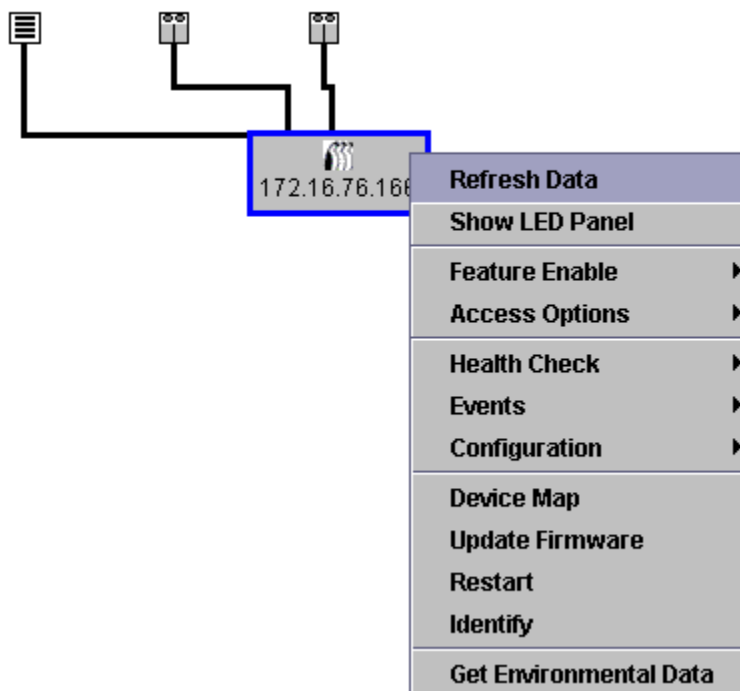 172.16.76.166
Refresh Data
Show LED Panel
Feature Enable
Access Options
Health Check
Events
Configuration
Device Map
Update Firmware
Restart
Identify
Get Environmental Data